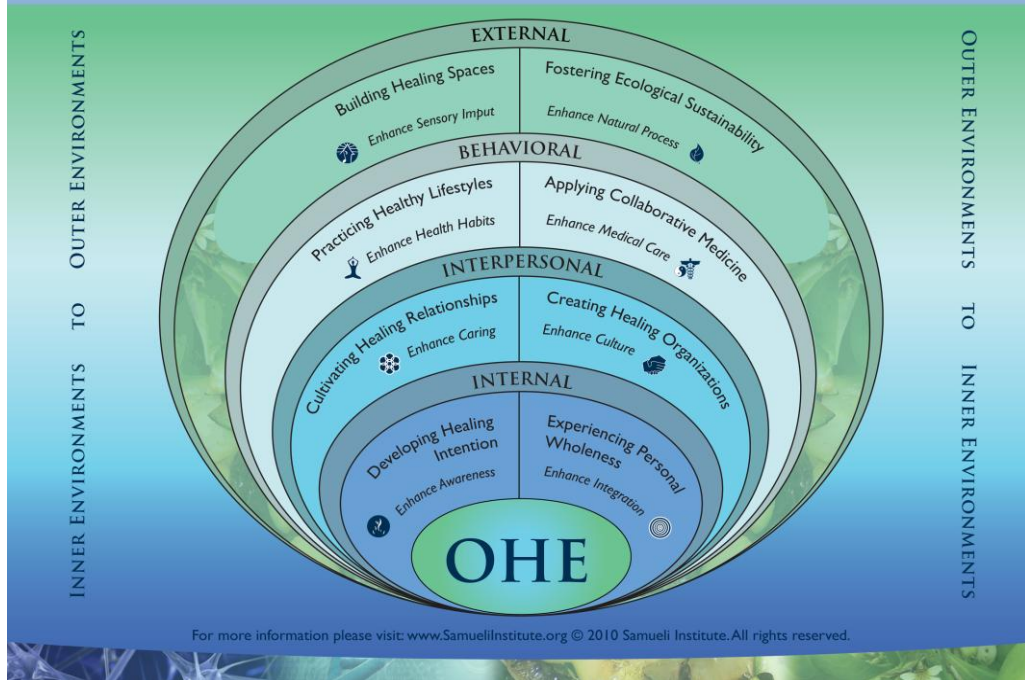 EXTERNAL
Building Healing Spaces
Enhance Sensory Imput
Fostering Ecological Sustainability
Enhance Natural Process
BEHAVIORAL
Practicing Healthy Lifestyles
Enhance Health Habits
Applying Collaborative Medicine
Enhance Medical Care
INTERPERSONAL
Cultivating Healing Relationships
Enhance Caring
Creating Healing Organizations
Enhance Culture
INTERNAL
Developing Healing
Intention
Enhance Awareness
Experiencing Personal
Wholeness
Enhance Integration
OHE
INNER ENVIRONMENTS TO OUTER ENVIRONMENTS
OUTER ENVIRONMENTS TO INNER ENVIRONMENTS
For more information please visit: www.SamueliInstitute.org © 2010 Samueli Institute. All rights reserved.